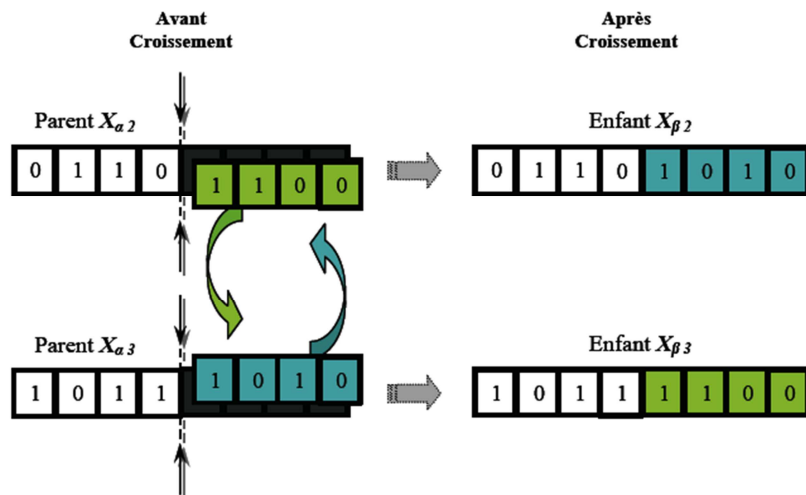 Avant
Croissement
Après
Croissement
Parent Xα 2
Enfant Xβ 2
0 1 1 0 1 1 0 0
0 1 1 0 1 0 1 0
Parent Xα 3
Enfant Xβ 3
1 0 1 1 1 0 1 0
1 0 1 1 1 1 0 0